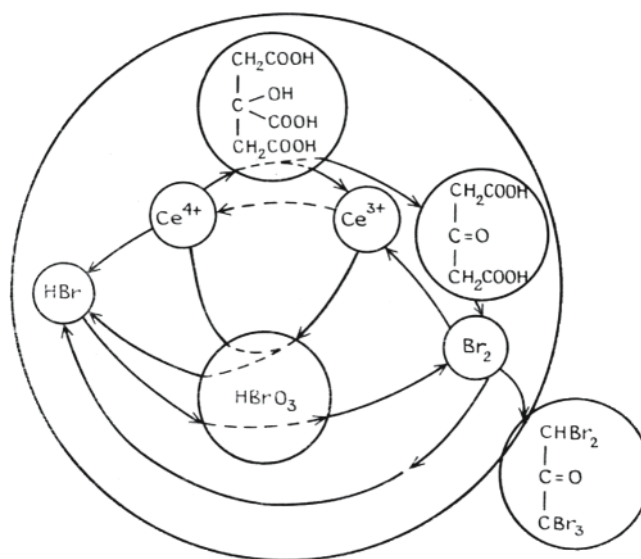 CH₂COOH
C
OH
COOH
CH₂COOH
Ce⁴⁺
Ce³⁺
CH₂COOH
C=O
CH₂COOH
HBr
Br₂
HBrO₃
CHBr₂
C=O
CBr₃